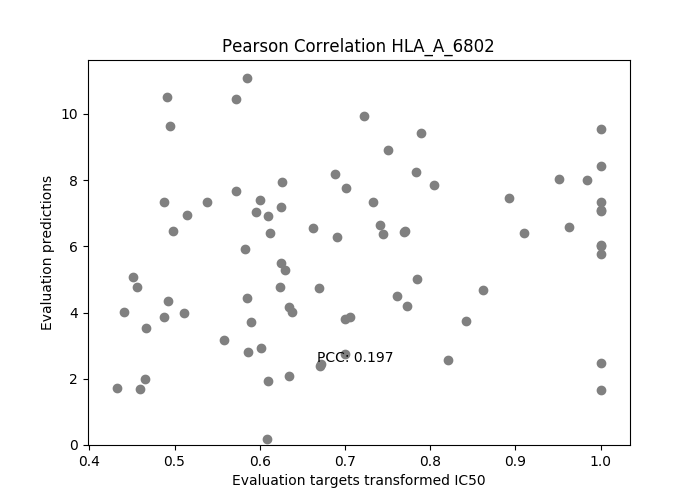 Pearson Correlation HLA_A_6802
Evaluation predictions
10
8
6
4
2
0
PCC: 0.197
0.4 0.5 0.6 0.7 0.8 0.9 1.0
Evaluation targets transformed IC50